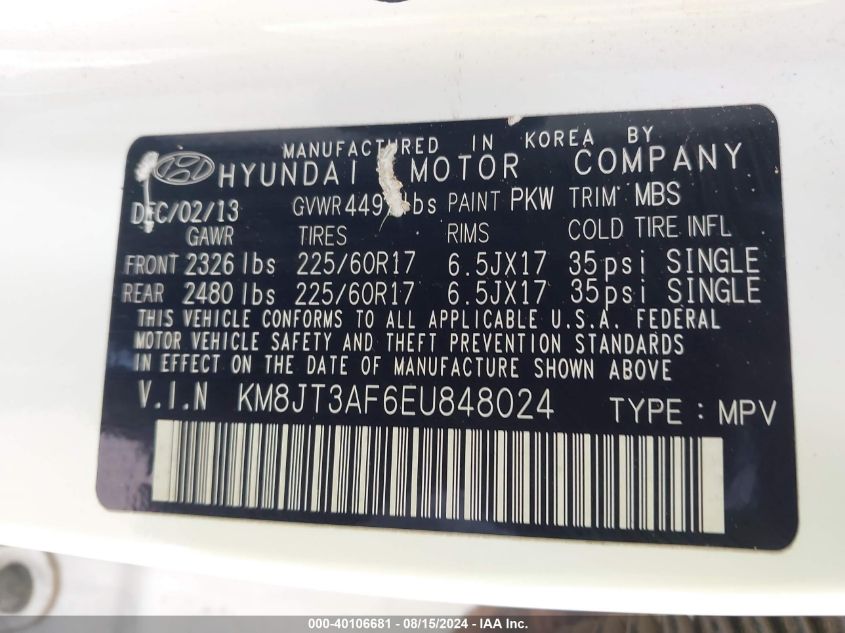 MANUFACTURED IN KOREA BY
HYUNDAI MOTOR COMPANY
DEC/02/13 GVWR PAINT PKW TRIM MBS
GAWR TIRES RIMS COLD TIRE INFL
FRONT 2326 lbs 225/60R17 6.5JX17 35psi SINGLE
REAR 2480 lbs 225/60R17 6.5JX17 35psi SINGLE
THIS VEHICLE CONFORMS TO ALL APPLICABLE U.S.A. FEDERAL
MOTOR VEHICLE SAFETY AND THEFT PREVENTION STANDARDS
IN EFFECT ON THE DATE OF MANUFACTURE SHOWN ABOVE
V.I.N KM8JT3AF6EU848024 TYPE : MPV
000-40106681 - 08/15/2024 - IAA Inc.